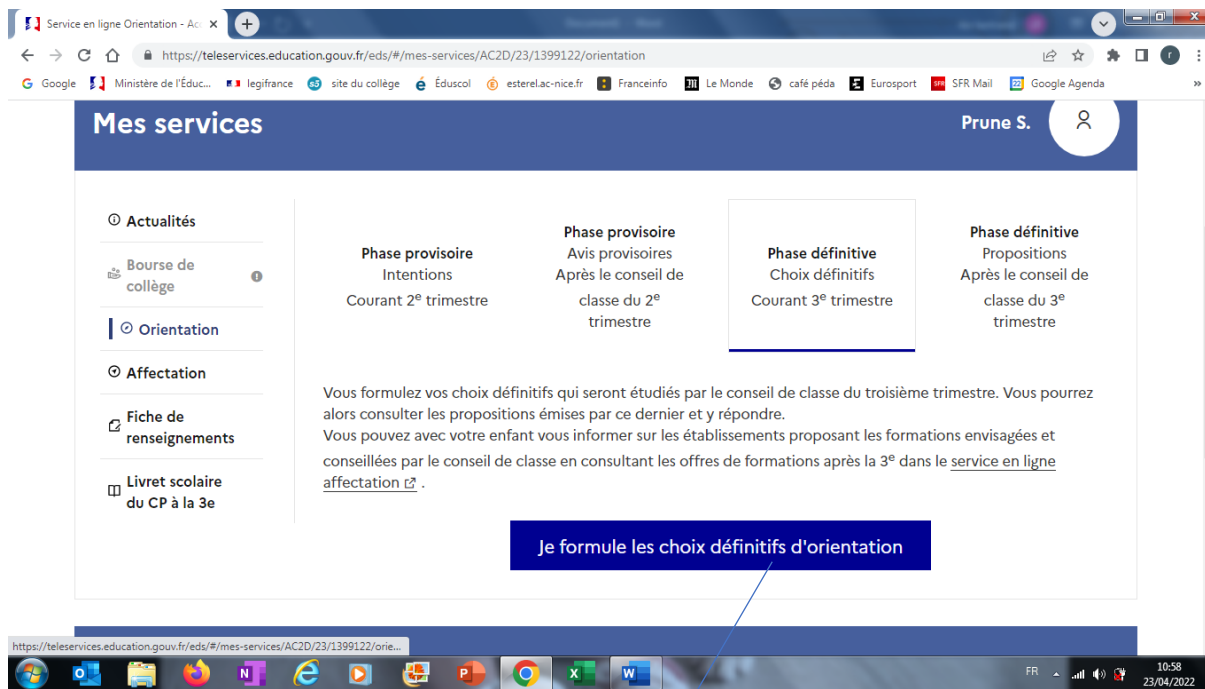 Service en ligne Orientation - Acc
https://teleservices.education.gouv.fr/eds/#/mes-services/AC2D/23/1399122/orientation
r
Google
Ministère de l'Éduc...
legifrance
site du collège
Éduscol
esterel.ac-nice.fr
Franceinfo
Le Monde
café péda
Eurosport
SFR Mail
Google Agenda
Mes services
Prune S.
Actualités
Bourse de
collège
Orientation
Affectation
Fiche de
renseignements
Livret scolaire
du CP à la 3e
Phase provisoire
Intentions
Courant 2e trimestre
Phase provisoire
Avis provisoires
Après le conseil de
classe du 2e
trimestre
Phase définitive
Choix définitifs
Courant 3e trimestre
Phase définitive
Propositions
Après le conseil de
classe du 3e
trimestre
Vous formulez vos choix définitifs qui seront étudiés par le conseil de classe du troisième trimestre. Vous pourrez
alors consulter les propositions émises par ce dernier et y répondre.
Vous pouvez avec votre enfant vous informer sur les établissements proposant les formations envisagées et
conseillées par le conseil de classe en consultant les offres de formations après la 3e dans le service en ligne
affectation .
Je formule les choix définitifs d'orientation
https://teleservices.education.gouv.fr/eds/#/mes-services/AC2D/23/1399122/orie...
FR
10:58
23/04/2022